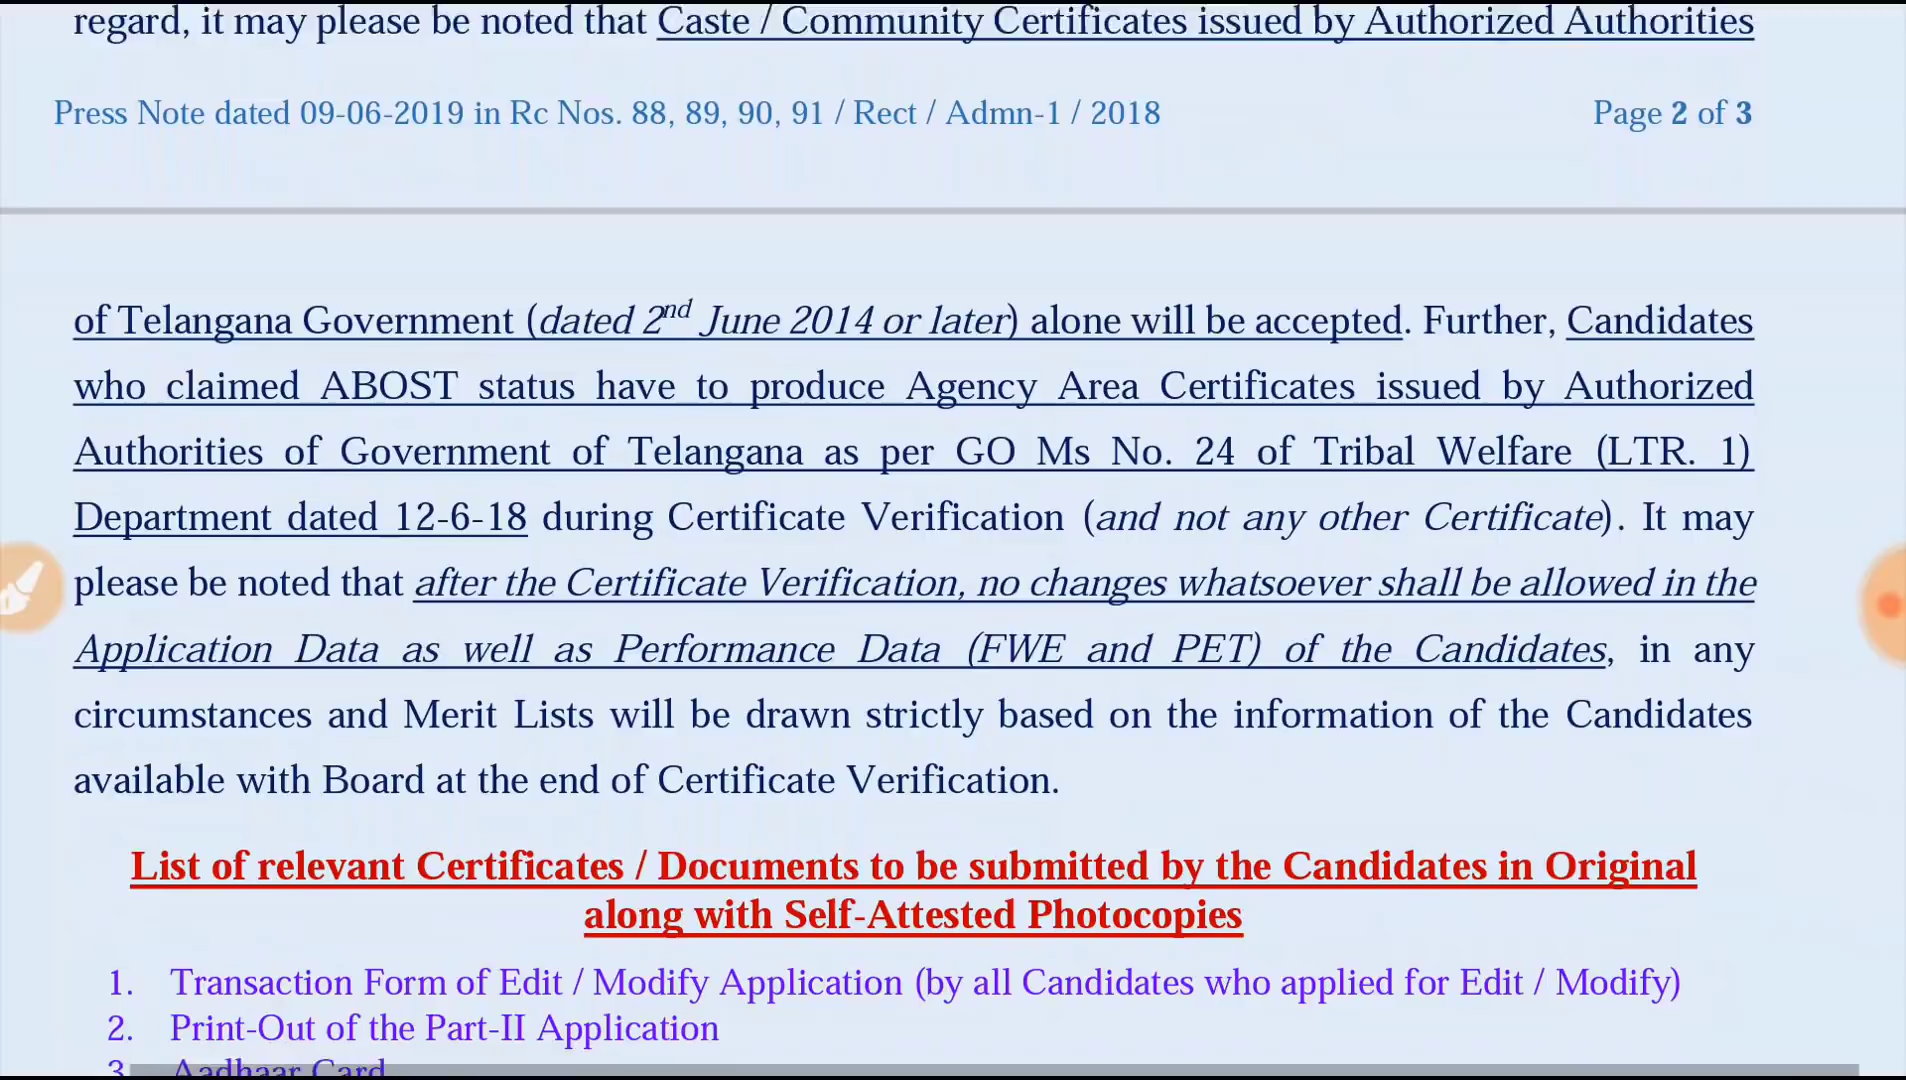 regard, it may please be noted that Caste / Community Certificates issued by Authorized Authorities
Press Note dated 09-06-2019 in Rc Nos. 88, 89, 90, 91 / Rect / Admn-1 / 2018 Page 2 of 3
of Telangana Government (dated 2nd June 2014 or later) alone will be accepted. Further, Candidates
who claimed ABOST status have to produce Agency Area Certificates issued by Authorized
Authorities of Government of Telangana as per GO Ms No. 24 of Tribal Welfare (LTR. 1)
Department dated 12-6-18 during Certificate Verification (and not any other Certificate). It may
please be noted that after the Certificate Verification, no changes whatsoever shall be allowed in the
Application Data as well as Performance Data (FWE and PET) of the Candidates, in any
circumstances and Merit Lists will be drawn strictly based on the information of the Candidates
available with Board at the end of Certificate Verification.
List of relevant Certificates / Documents to be submitted by the Candidates in Original
along with Self-Attested Photocopies
1. Transaction Form of Edit / Modify Application (by all Candidates who applied for Edit / Modify)
2. Print-Out of the Part-II Application
3. Aadhaar Card